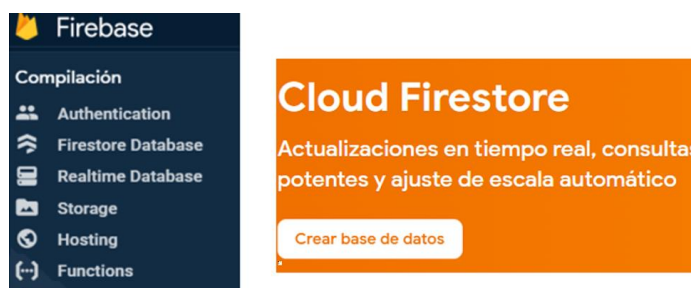 Firebase
Compilación
Authentication
Firestore Database
Realtime Database
Storage
Hosting
Functions
Cloud Firestore
Actualizaciones en tiempo real, consultas
potentes y ajuste de escala automático
Crear base de datos